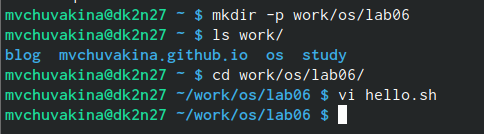 mvchuvakina@dk2n27 ~ $ mkdir -p work/os/lab06
mvchuvakina@dk2n27 ~ $ ls work/
blog  mvchuvakina.github.io  os  study
mvchuvakina@dk2n27 ~ $ cd work/os/lab06/
mvchuvakina@dk2n27 ~/work/os/lab06 $ vi hello.sh
mvchuvakina@dk2n27 ~/work/os/lab06 $